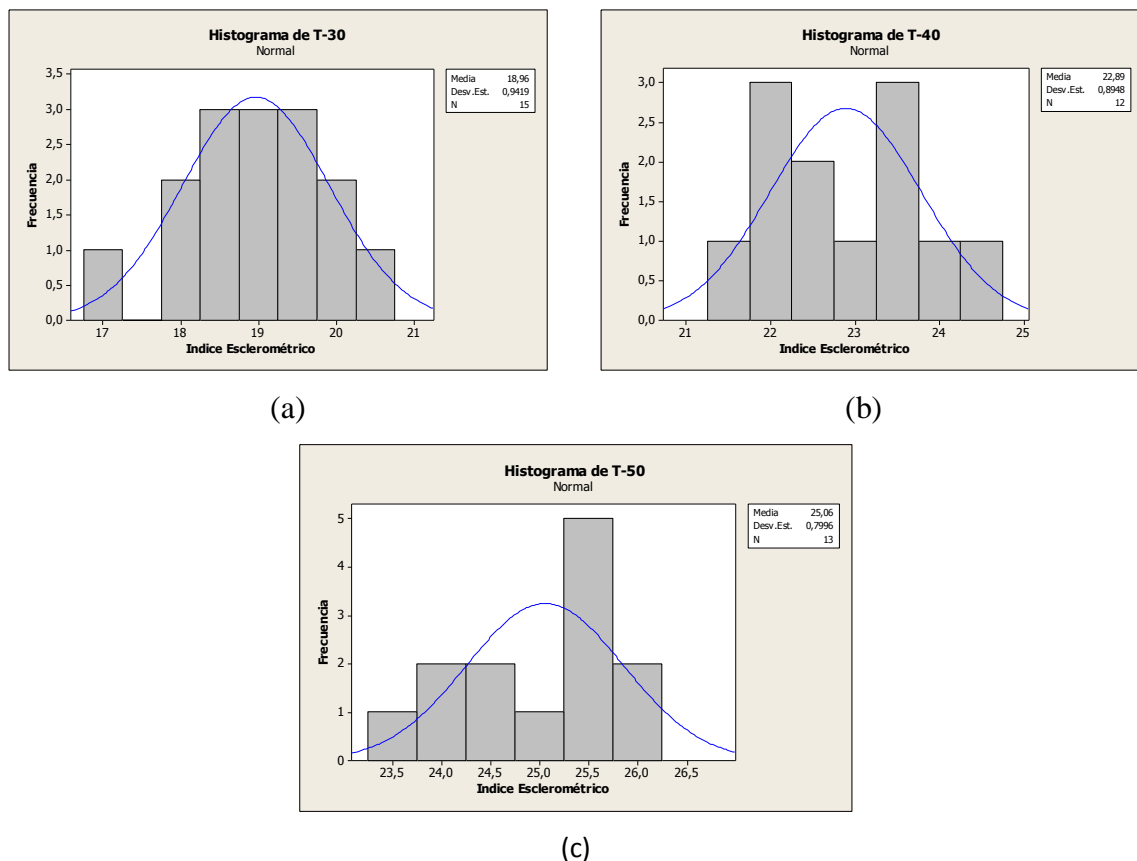 Histograma de T-30
Normal
Media 18,96
Desv.Est. 0,9419
N 15
3,5
3,0
2,5
2,0
1,5
1,0
0,5
0,0
Frecuencia
17 18 19 20 21
Indice Esclerométrico
(a)
Histograma de T-40
Normal
Media 22,89
Desv.Est. 0,8948
N 12
3,0
2,5
2,0
1,5
1,0
0,5
0,0
Frecuencia
21 22 23 24 25
Indice Esclerométrico
(b)
Histograma de T-50
Normal
Media 25,06
Desv.Est. 0,7996
N 13
5
4
3
2
1
0
Frecuencia
23,5 24,0 24,5 25,0 25,5 26,0 26,5
Indice Esclerométrico
(c)